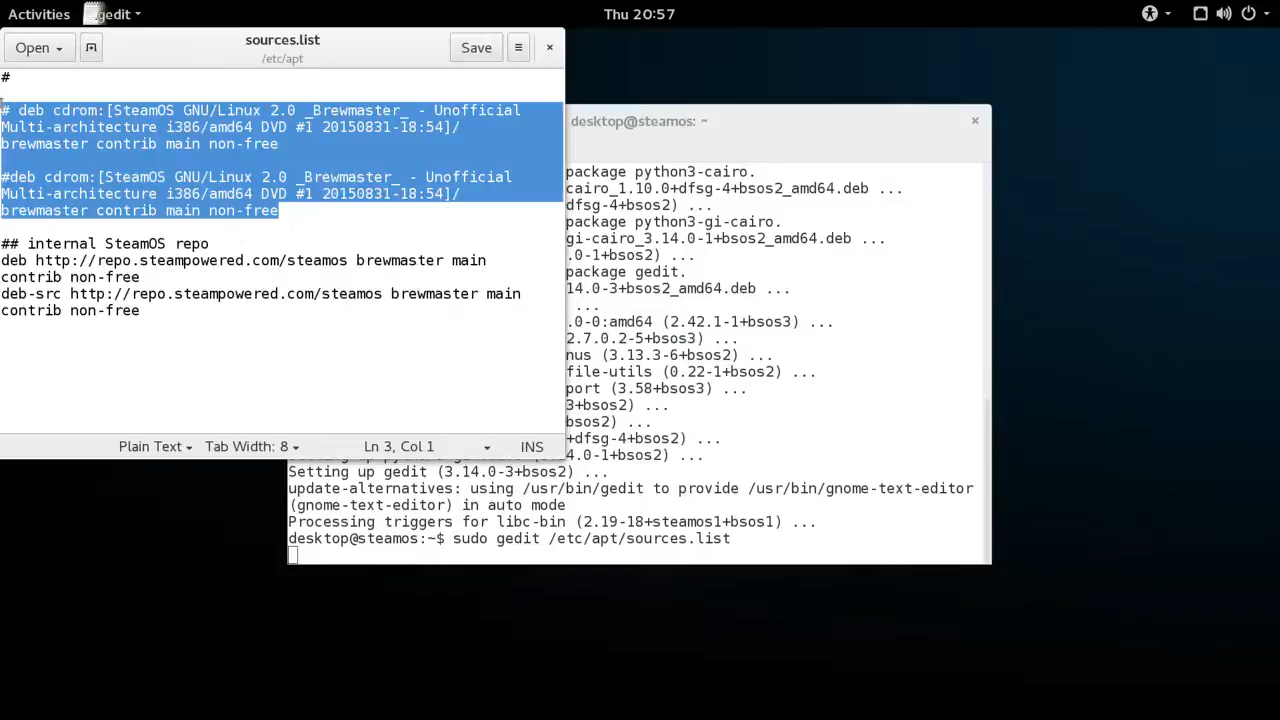 Activities
gedit
Thu 20:57
Open
sources.list
/etc/apt
Save
#
# deb cdrom:[SteamOS GNU/Linux 2.0 _Brewmaster_ - Unofficial
Multi-architecture i386/amd64 DVD #1 20150831-18:54]/
brewmaster contrib main non-free
#deb cdrom:[SteamOS GNU/Linux 2.0 _Brewmaster_ - Unofficial
Multi-architecture i386/amd64 DVD #1 20150831-18:54]/
brewmaster contrib main non-free
## internal SteamOS repo
deb http://repo.steampowered.com/steamos brewmaster main
contrib non-free
deb-src http://repo.steampowered.com/steamos brewmaster main
contrib non-free
Plain Text
Tab Width: 8
Ln 3, Col 1
INS
desktop@steamos: ~
package python3-cairo.
cairo_1.10.0+dfsg-4+bsos2_amd64.deb ...
dfsg-4+bsos2) ...
package python3-gi-cairo.
gi-cairo_3.14.0-1+bsos2_amd64.deb ...
.0-1+bsos2) ...
package gedit.
14.0-3+bsos2_amd64.deb ...
...
.0-0:amd64 (2.42.1-1+bsos3) ...
2.7.0.2-5+bsos3) ...
nus (3.13.3-6+bsos2) ...
file-utils (0.22-1+bsos2) ...
port (3.58+bsos3) ...
3+bsos2) ...
bsos2) ...
+dfsg-4+bsos2) ...
.14.0-1+bsos2) ...
Setting up gedit (3.14.0-3+bsos2) ...
update-alternatives: using /usr/bin/gedit to provide /usr/bin/gnome-text-editor
(gnome-text-editor) in auto mode
Processing triggers for libc-bin (2.19-18+steamos1+bsos1) ...
desktop@steamos:~$ sudo gedit /etc/apt/sources.list